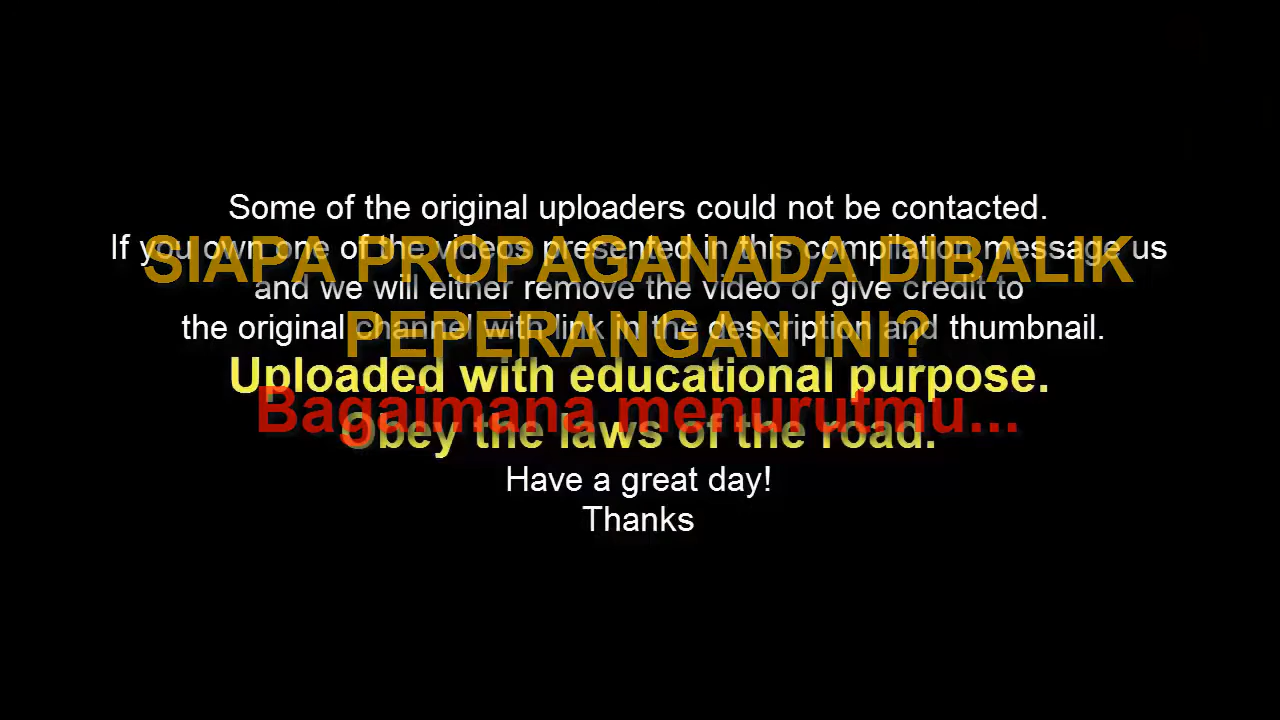 Some of the original uploaders could not be contacted.
If you own one of the videos presented in this compilation message us
SIAPA PROPAGANADA DIBALIK
and we will either remove the video or give credit to
the original channel with link in the description and thumbnail.
PEPERANGAN INI?
Uploaded with educational purpose.
Bagaimana menurutmu...
Obey the laws of the road.
Have a great day!
Thanks